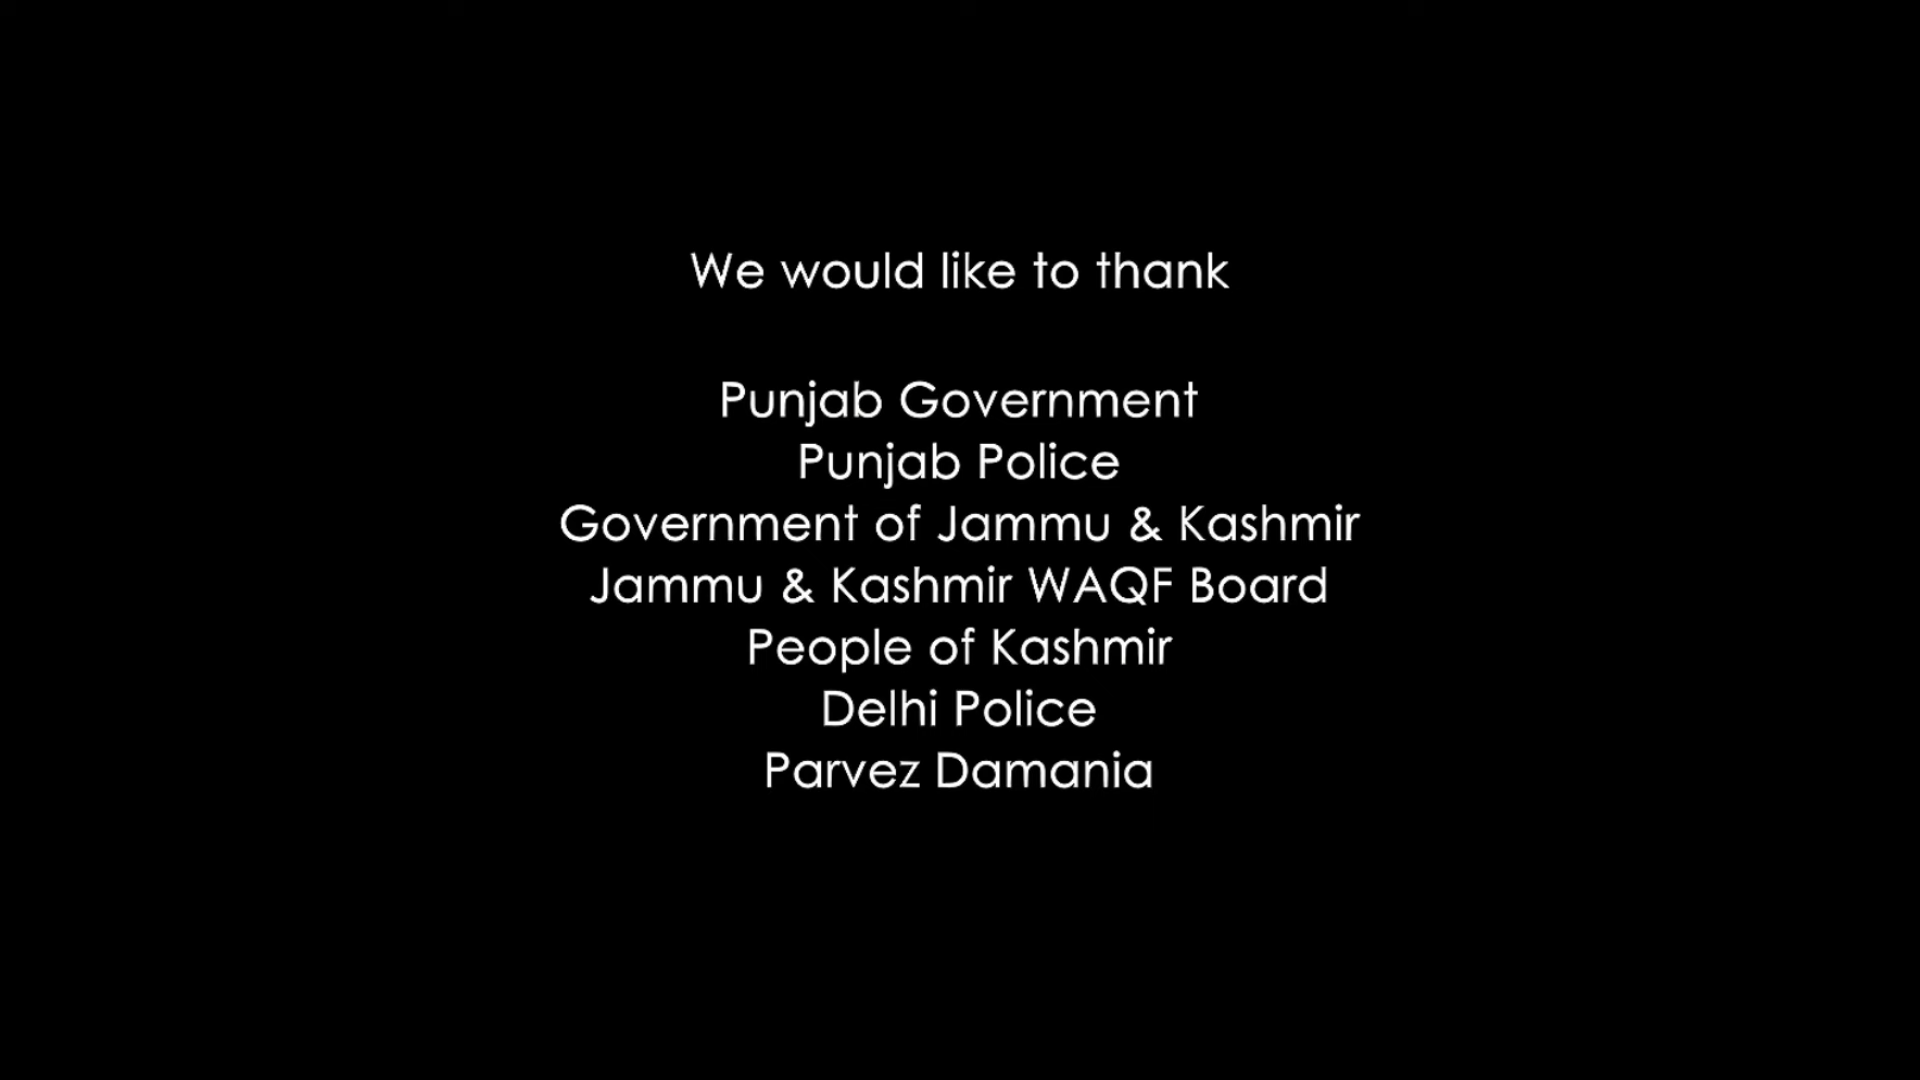 We would like to thank
Punjab Government
Punjab Police
Government of Jammu & Kashmir
Jammu & Kashmir WAQF Board
People of Kashmir
Delhi Police
Parvez Damania